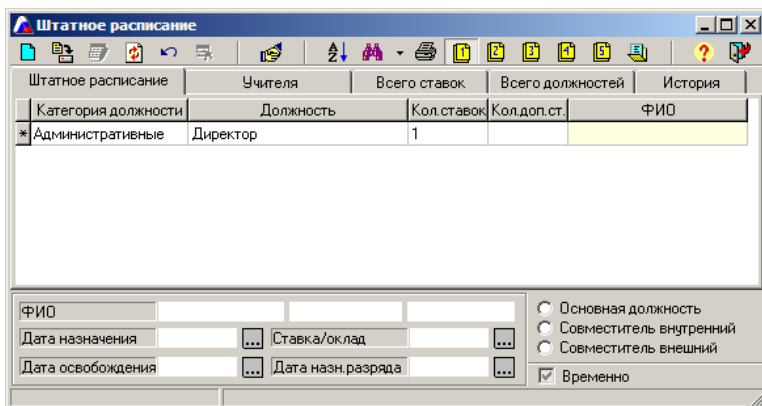 Штатное расписание
Штатное расписание Учителя Всего ставок Всего должностей История
Категория должности Должность Кол.ставок Кол.доп.ст. ФИО
* Административные Директор 1
ФИО
Основная должность
Дата назначения ... Ставка/оклад ...
Совместитель внутренний
Совместитель внешний
Дата освобождения ... Дата назн.разряда ...
Временно